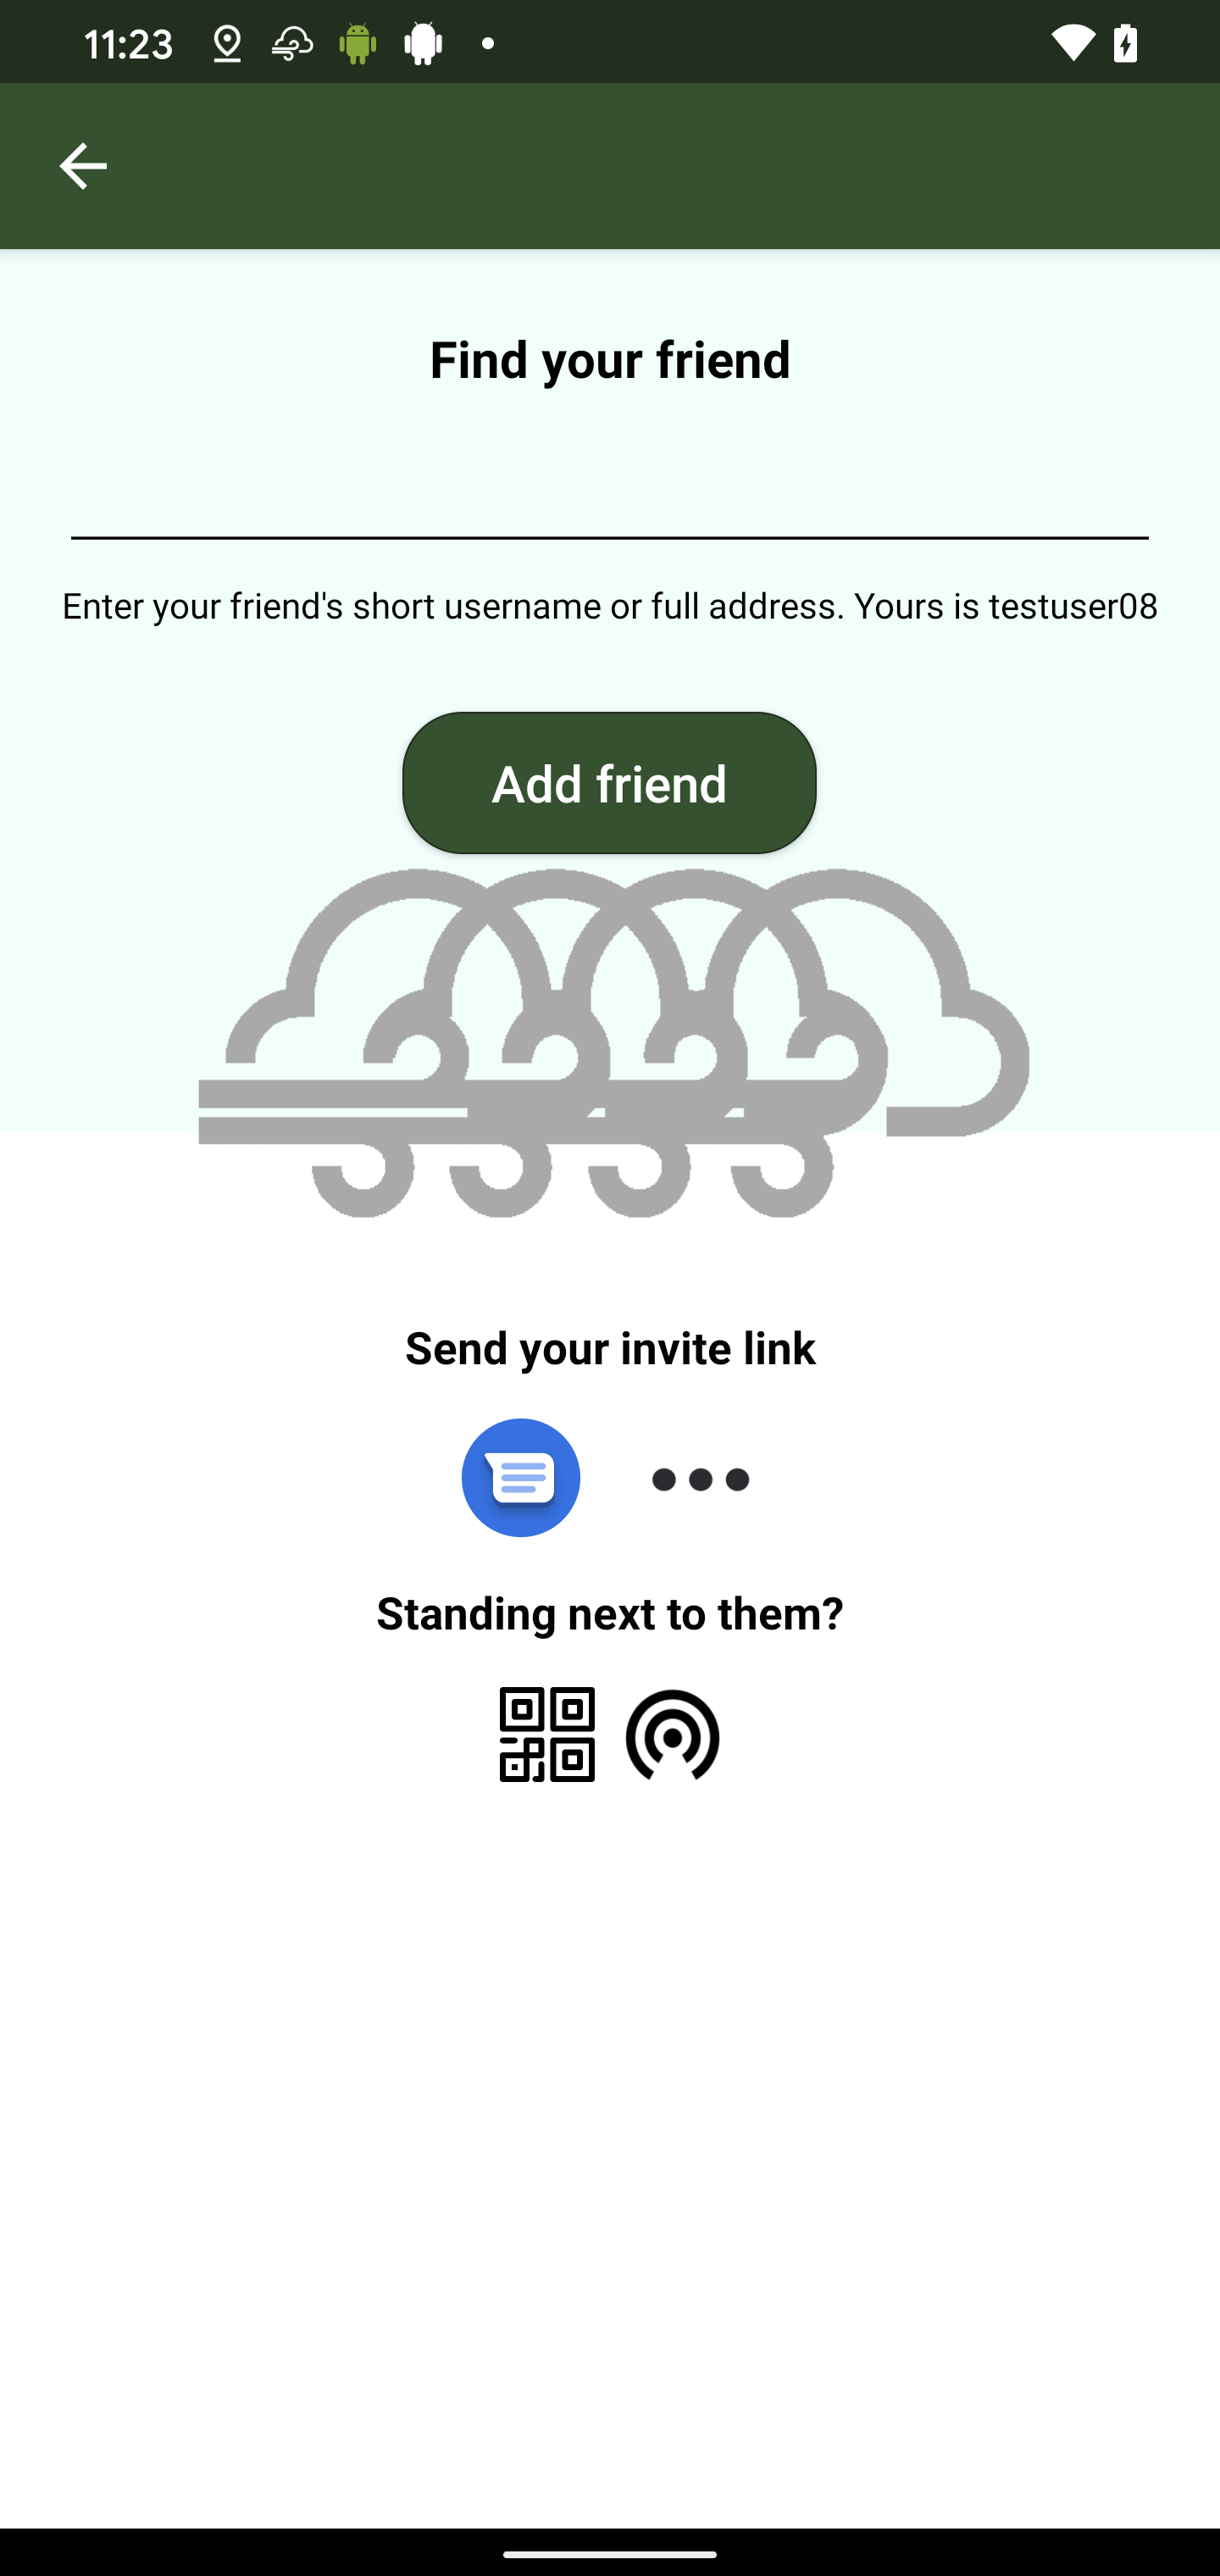 11:23
Find your friend
Enter your friend's short username or full address. Yours is testuser08
Add friend
Send your invite link
Standing next to them?